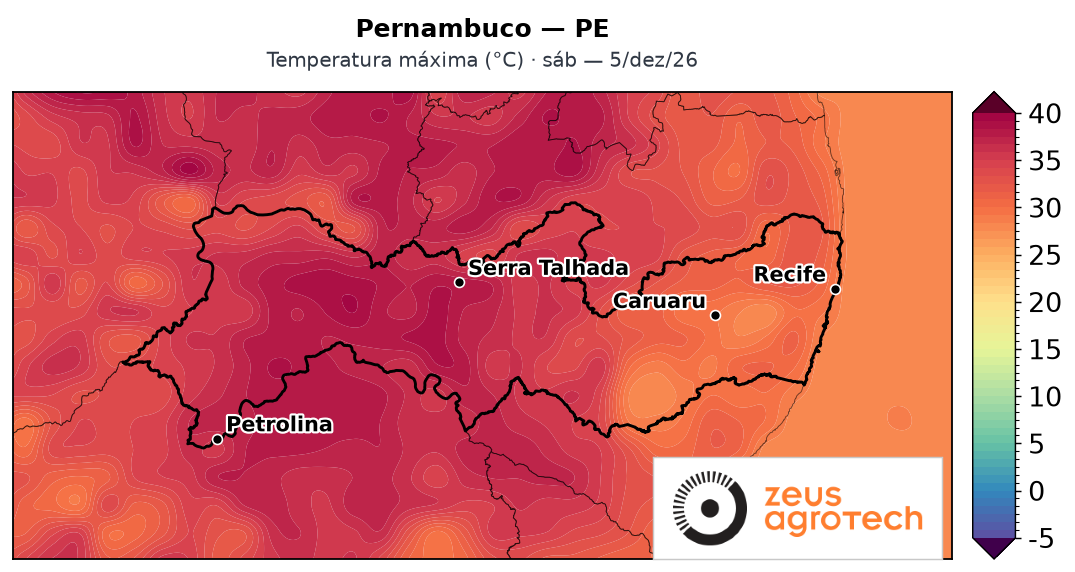 Pernambuco — PE
Temperatura máxima (°C) · sáb — 5/dez/26
Serra Talhada
Recife
Caruaru
Petrolina
40
35
30
25
20
15
10
5
0
-5
zeus
agrotech